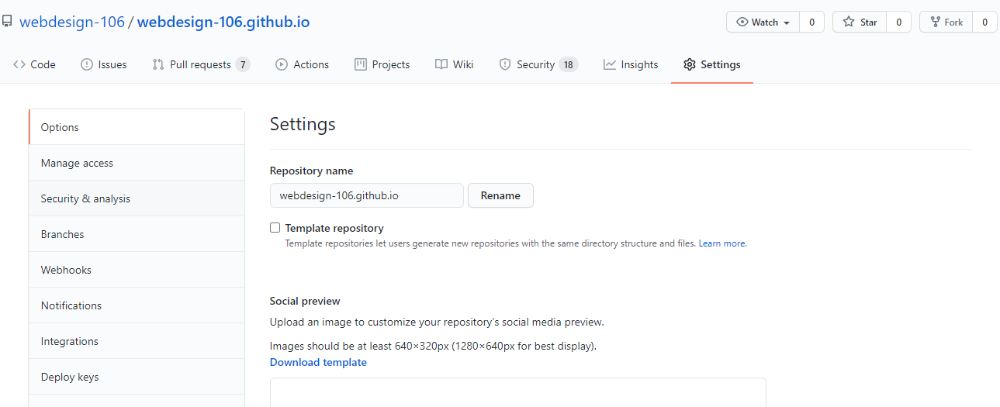 webdesign-106 / webdesign-106.github.io
Watch 0 Star 0 Fork 0
Code Issues Pull requests 7 Actions Projects Wiki Security 18 Insights Settings
Options
Manage access
Security & analysis
Branches
Webhooks
Notifications
Integrations
Deploy keys
Settings
Repository name
webdesign-106.github.io Rename
Template repository
Template repositories let users generate new repositories with the same directory structure and files. Learn more.
Social preview
Upload an image to customize your repository's social media preview.
Images should be at least 640×320px (1280×640px for best display).
Download template